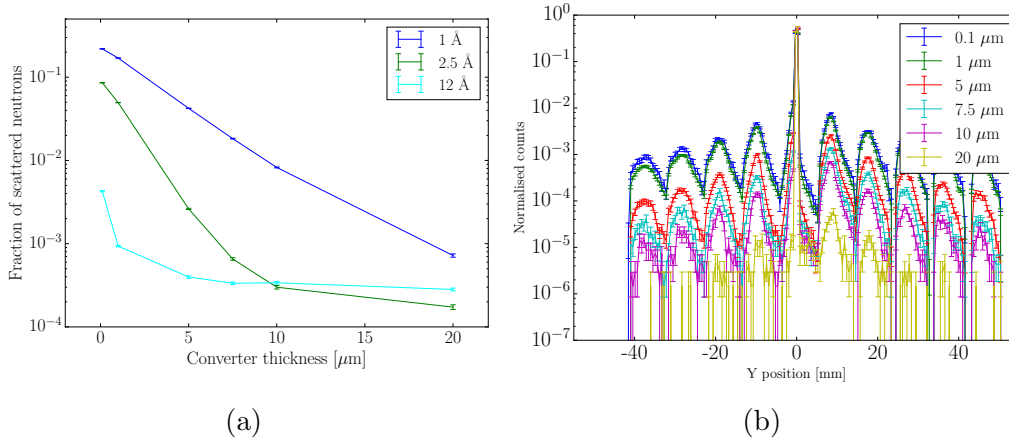 1 Å
2.5 Å
12 Å
10⁻¹
10⁻²
10⁻³
10⁻⁴
Fraction of scattered neutrons
0 5 10 15 20
Converter thickness [μm]
(a)
10⁰
10⁻¹
10⁻²
10⁻³
10⁻⁴
10⁻⁵
10⁻⁶
10⁻⁷
Normalised counts
0.1 μm
1 μm
5 μm
7.5 μm
10 μm
20 μm
-40 -20 0 20 40
Y position [mm]
(b)